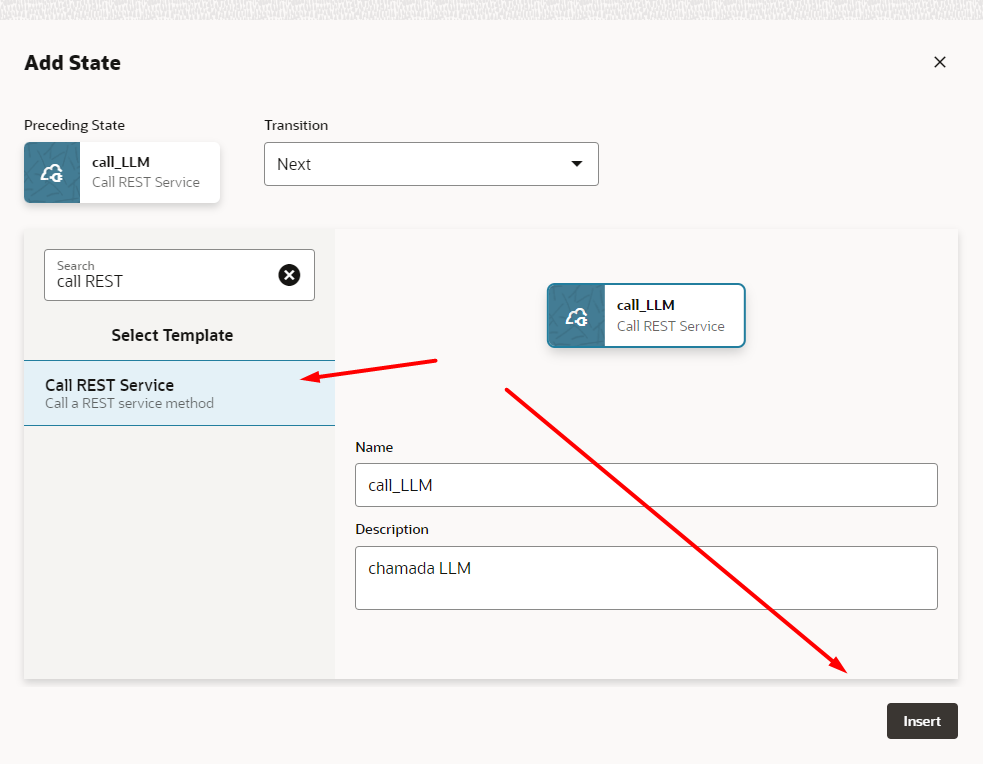 Add State
Preceding State
Transition
call_LLM
Call REST Service
Next
Search
call REST
Select Template
Call REST Service
Call a REST service method
call_LLM
Call REST Service
Name
call_LLM
Description
chamada LLM
Insert